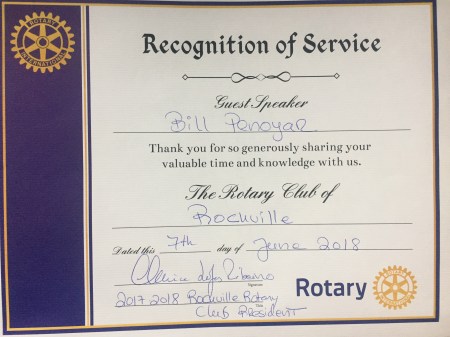 ROTARY INTERNATIONAL
Recognition of Service
Guest Speaker
Bill Penoyar
Thank you for so generously sharing your
valuable time and knowledge with us.
The Rotary Club of
Rockville
Dated this 7th day of June 2018
Signature
2017 2018 Rockville Rotary
Title
Club President
Rotary